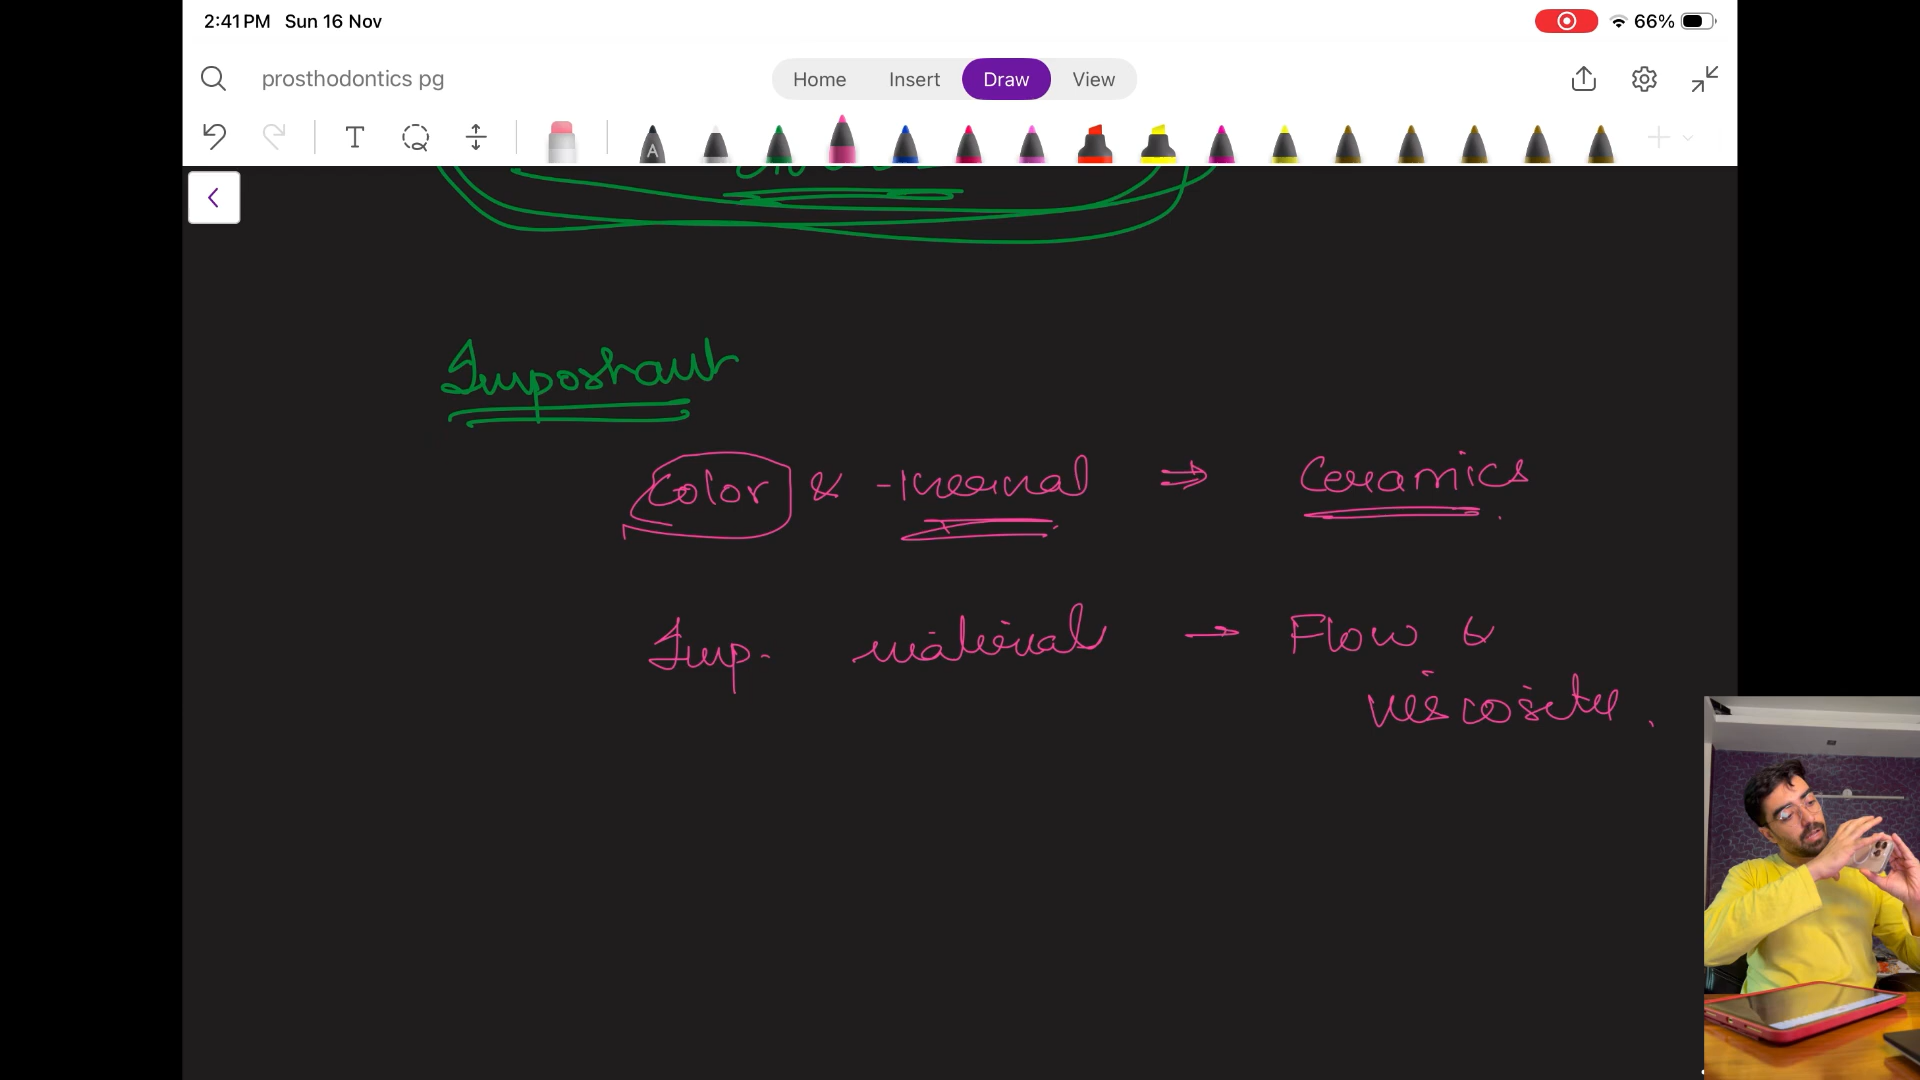 2:41 PM Sun 16 Nov
66%
prosthodontics pg
Home Insert Draw View
T
A
Important
Color & - thermal ⇒ Ceramics
Imp. material → Flow &
viscosity.